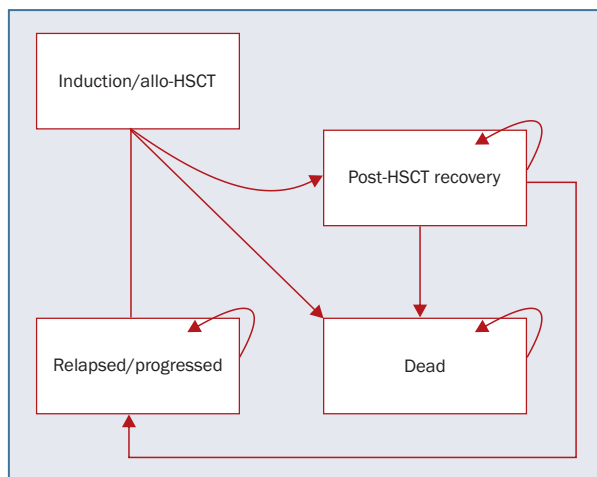 Induction/allo-HSCT
Post-HSCT recovery
Relapsed/progressed
Dead